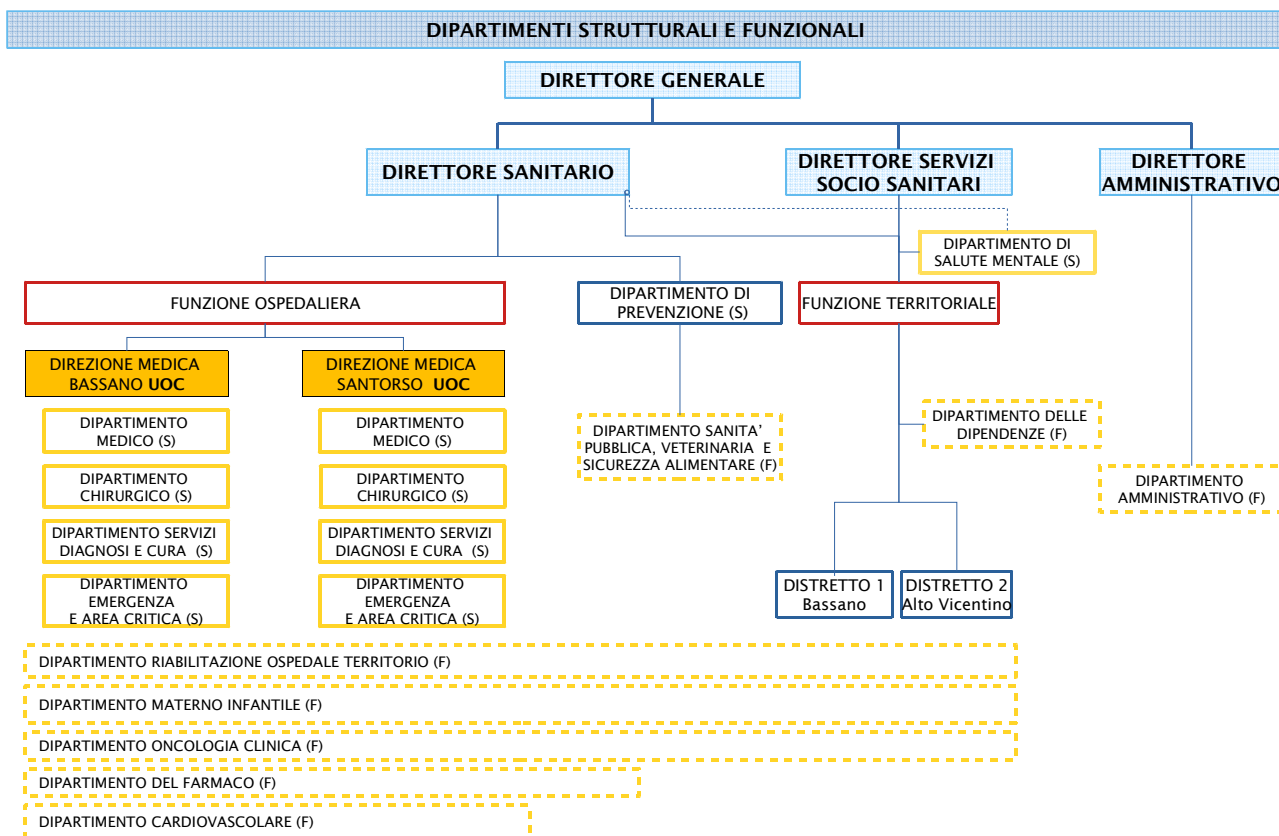 DIPARTIMENTI STRUTTURALI E FUNZIONALI
DIRETTORE GENERALE
DIRETTORE SANITARIO
DIRETTORE SERVIZI
SOCIO SANITARI
DIRETTORE
AMMINISTRATIVO
DIPARTIMENTO DI
SALUTE MENTALE (S)
FUNZIONE OSPEDALIERA
DIPARTIMENTO DI
PREVENZIONE (S)
FUNZIONE TERRITORIALE
DIREZIONE MEDICA
BASSANO UOC
DIREZIONE MEDICA
SANTORSO UOC
DIPARTIMENTO
MEDICO (S)
DIPARTIMENTO
MEDICO (S)
DIPARTIMENTO SANITA’
PUBBLICA, VETERINARIA E
SICUREZZA ALIMENTARE (F)
DIPARTIMENTO DELLE
DIPENDENZE (F)
DIPARTIMENTO
CHIRURGICO (S)
DIPARTIMENTO
CHIRURGICO (S)
DIPARTIMENTO
AMMINISTRATIVO (F)
DIPARTIMENTO SERVIZI
DIAGNOSI E CURA (S)
DIPARTIMENTO SERVIZI
DIAGNOSI E CURA (S)
DIPARTIMENTO
EMERGENZA
E AREA CRITICA (S)
DIPARTIMENTO
EMERGENZA
E AREA CRITICA (S)
DISTRETTO 1
Bassano
DISTRETTO 2
Alto Vicentino
DIPARTIMENTO RIABILITAZIONE OSPEDALE TERRITORIO (F)
DIPARTIMENTO MATERNO INFANTILE (F)
DIPARTIMENTO ONCOLOGIA CLINICA (F)
DIPARTIMENTO DEL FARMACO (F)
DIPARTIMENTO CARDIOVASCOLARE (F)